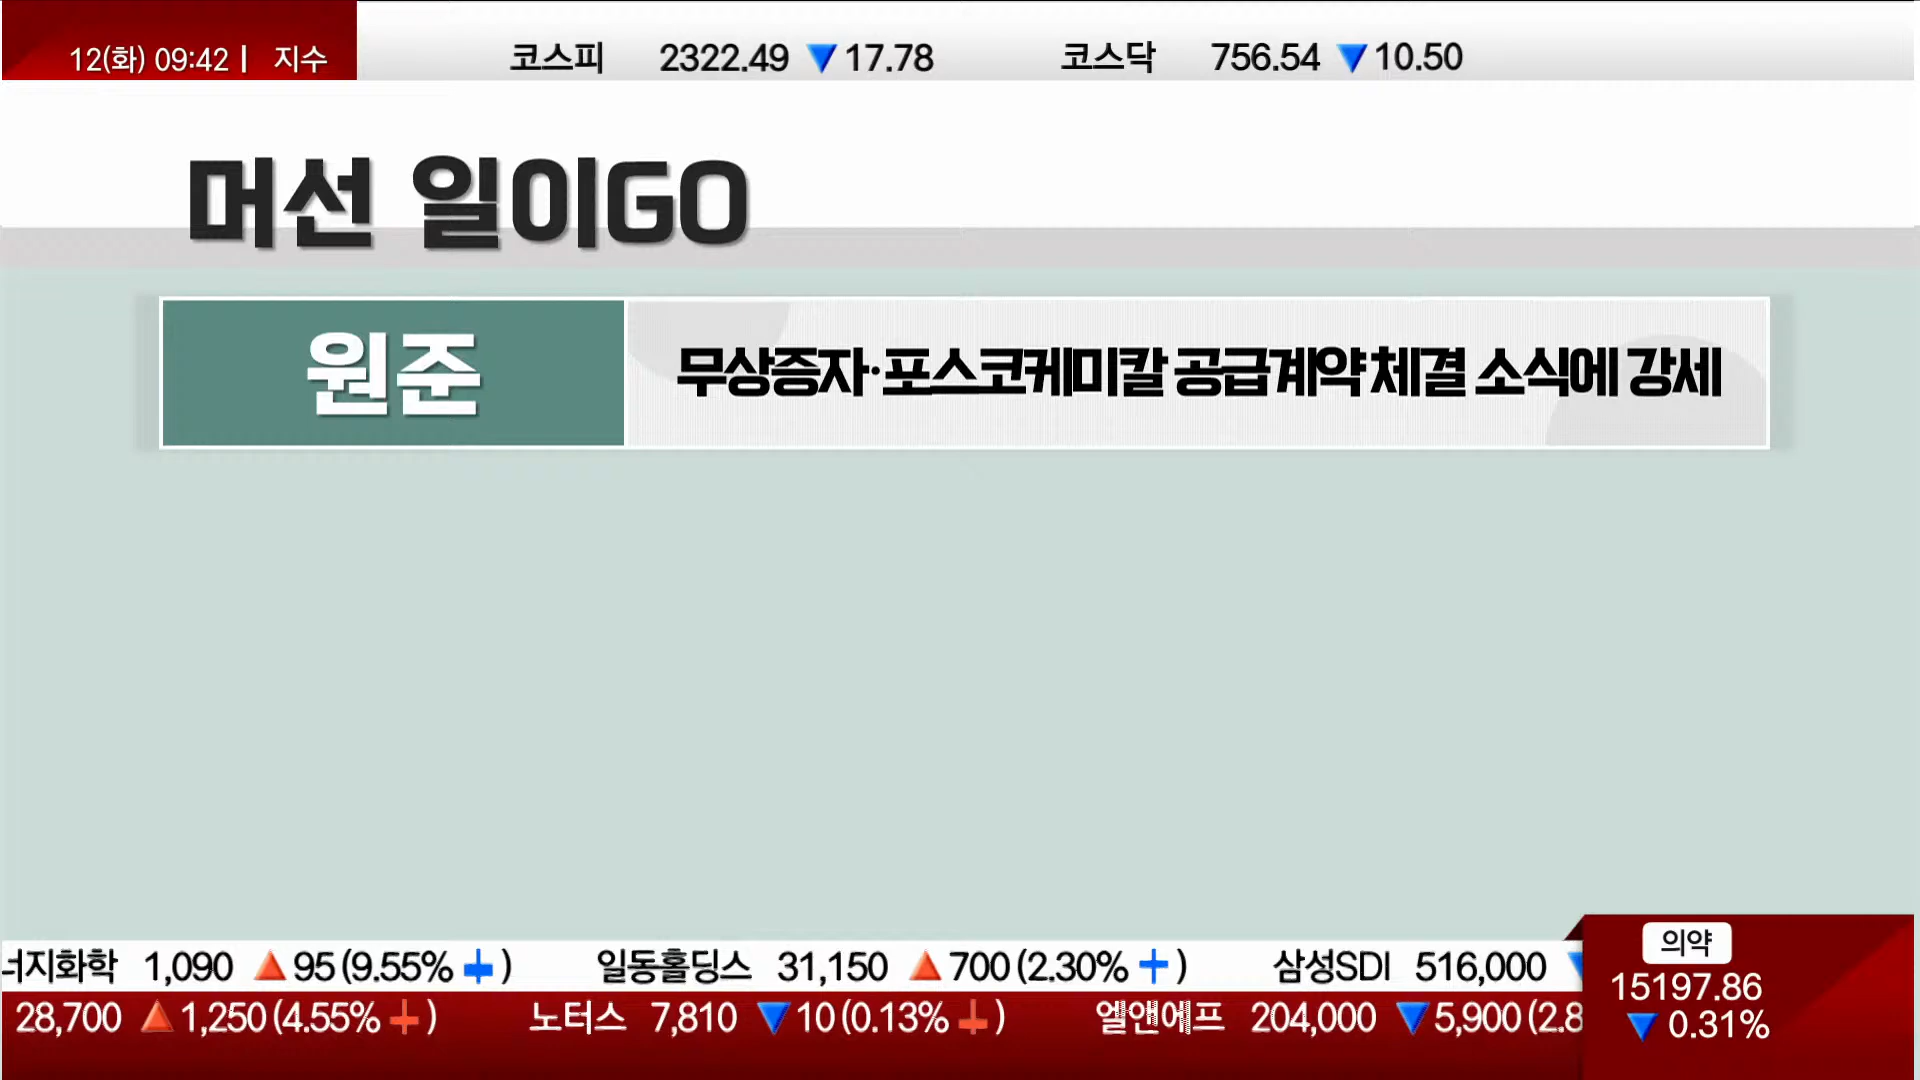 12(화) 09:42 | 지수 코스피 2322.49 ▼17.78 코스닥 756.54 ▼10.50
머선 일이GO
원준 무상증자·포스코케미칼 공급계약 체결 소식에 강세
너지화학 1,090 ▲95(9.55% + ) 일동홀딩스 31,150 ▲700(2.30% + ) 삼성SDI 516,000 ▼
28,700 ▲1,250(4.55% + ) 노터스 7,810 ▼10(0.13% + ) 엘앤에프 204,000 ▼5,900(2.8
의약
15197.86
▼ 0.31%